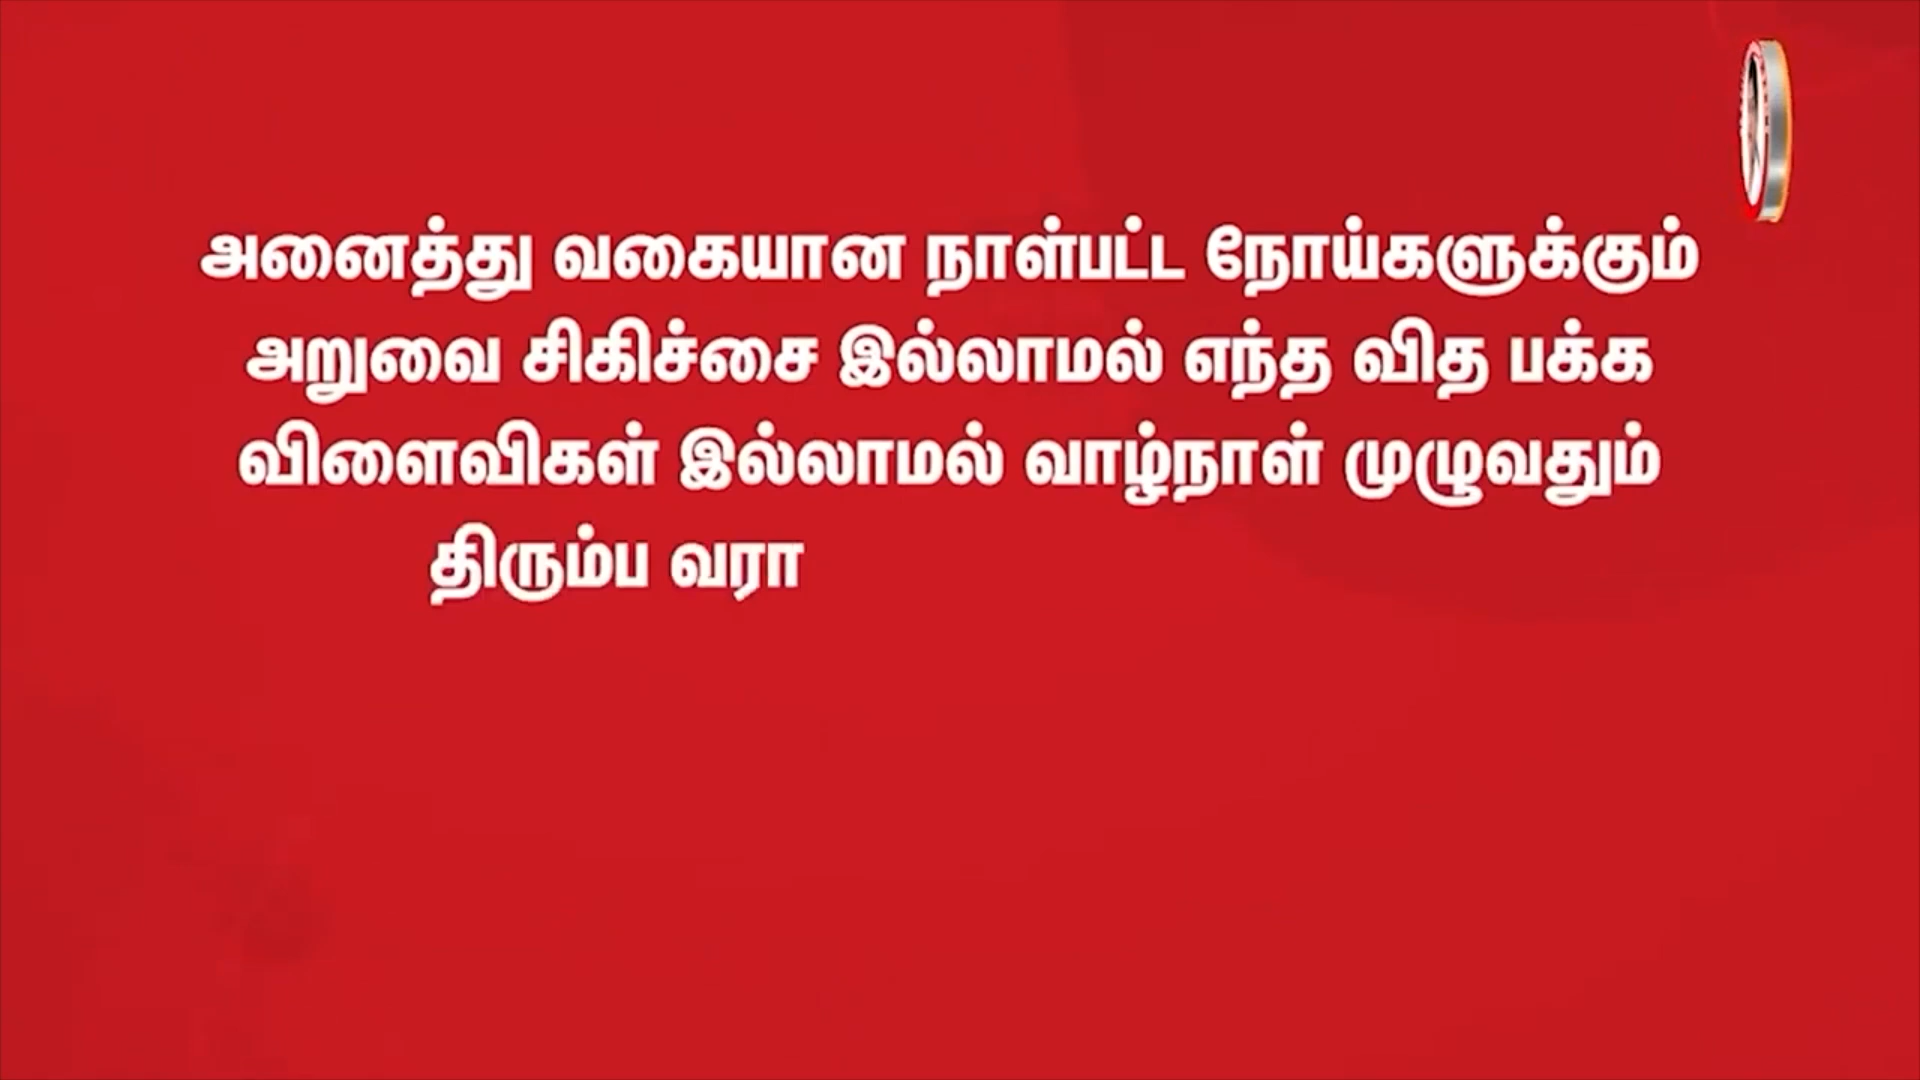 அனைத்து வகையான நாள்பட்ட நோய்களுக்கும்
அறுவை சிகிச்சை இல்லாமல் எந்த வித பக்க
விளைவிகள் இல்லாமல் வாழ்நாள் முழுவதும்
திரும்ப வரா